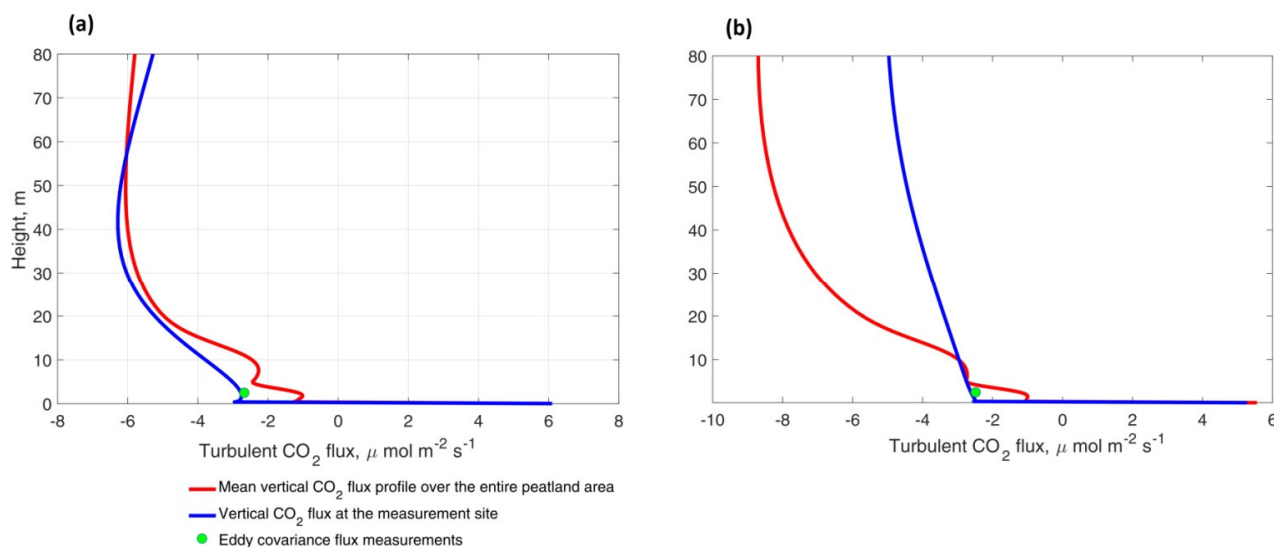 (a)
80
70
60
50
40
30
20
10
0
Height, m
-8 -6 -4 -2 0 2 4 6 8
Turbulent CO2 flux, μ mol m-2 s-1
(b)
80
70
60
50
40
30
20
10
-10 -8 -6 -4 -2 0 2 4 6
Turbulent CO2 flux, μ mol m-2 s-1
Mean vertical CO2 flux profile over the entire peatland area
Vertical CO2 flux at the measurement site
Eddy covariance flux measurements